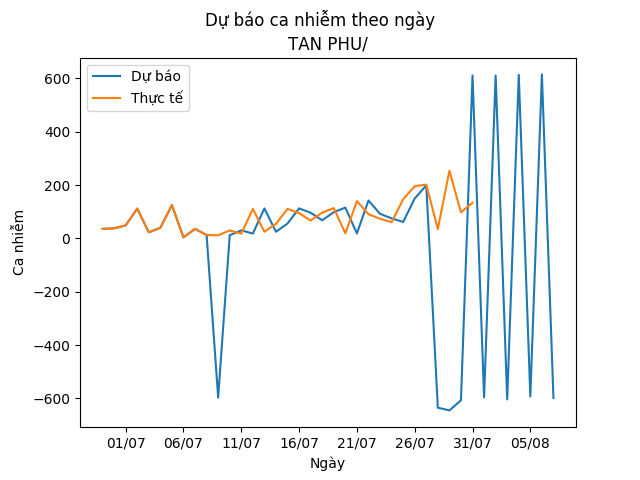 Dự báo ca nhiễm theo ngày
TAN PHU/
Dự báo
Thực tế
Ca nhiễm
600
400
200
0
−200
−400
−600
01/07
06/07
11/07
16/07
21/07
26/07
31/07
05/08
Ngày